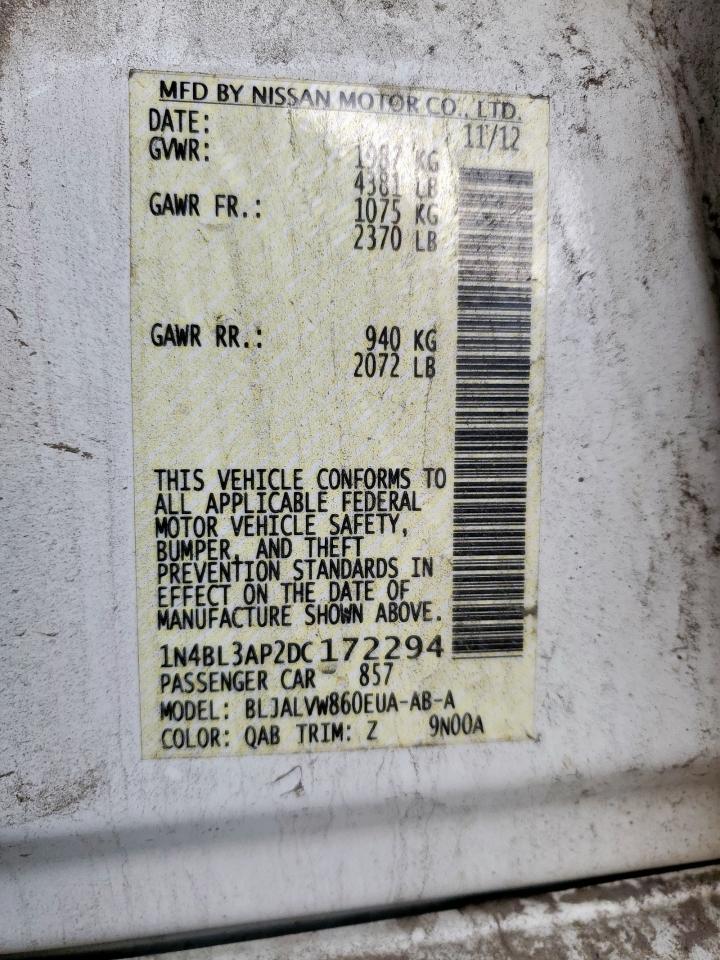 MFD BY NISSAN MOTOR CO., LTD.
DATE: 11/12
GVWR: 1987 KG
4381 LB
GAWR FR.: 1075 KG
2370 LB
GAWR RR.: 940 KG
2072 LB
THIS VEHICLE CONFORMS TO
ALL APPLICABLE FEDERAL
MOTOR VEHICLE SAFETY,
BUMPER, AND THEFT
PREVENTION STANDARDS IN
EFFECT ON THE DATE OF
MANUFACTURE SHOWN ABOVE.
1N4BL3AP2DC172294
PASSENGER CAR 857
MODEL: BLJALVW860EUA-AB-A
COLOR: QAB TRIM: Z 9N00A